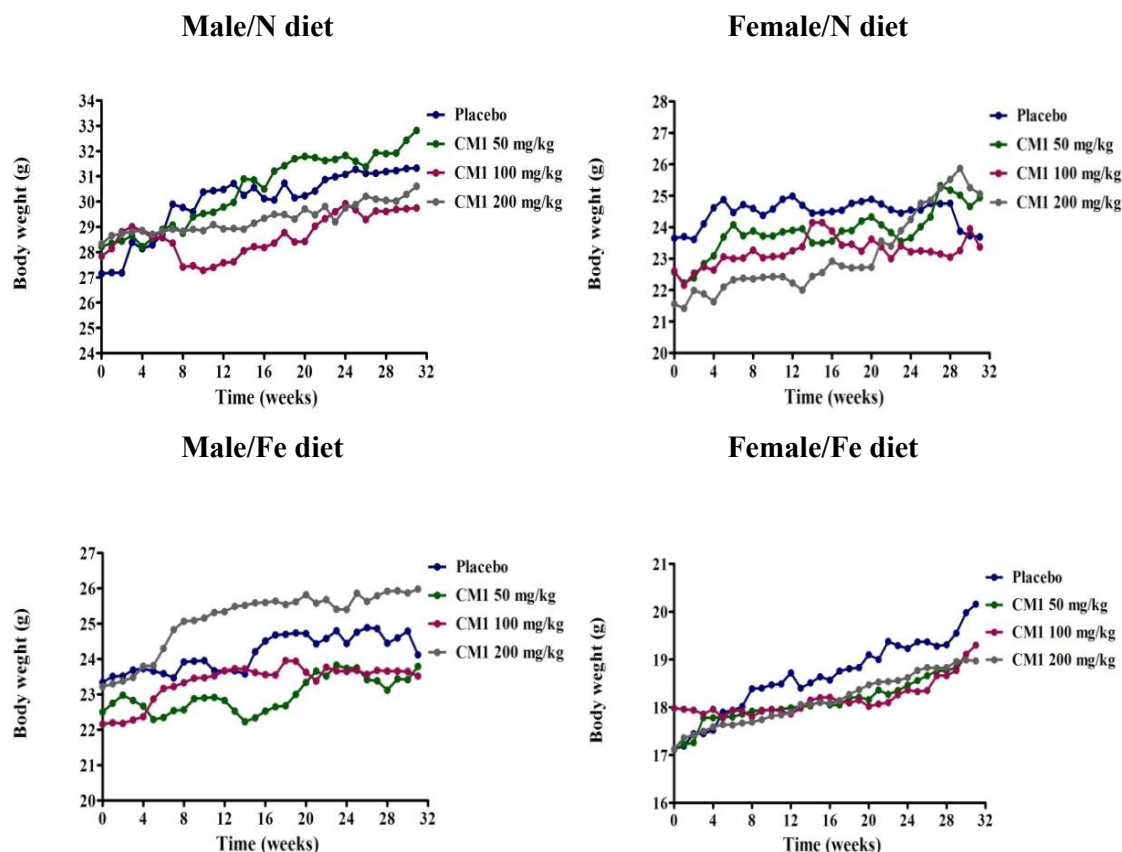 Male/N diet
Female/N diet
34
33
32
31
30
29
28
27
26
25
24
Body weght (g)
0 4 8 12 16 20 24 28 32
Time (weeks)
Placebo
CM1 50 mg/kg
CM1 100 mg/kg
CM1 200 mg/kg
28
27
26
25
24
23
22
21
20
Body weght (g)
0 4 8 12 16 20 24 28 32
Time (weeks)
Placebo
CM1 50 mg/kg
CM1 100 mg/kg
CM1 200 mg/kg
Male/Fe diet
Female/Fe diet
27
26
25
24
23
22
21
20
Body weght (g)
0 4 8 12 16 20 24 28 32
Time (weeks)
Placebo
CM1 50 mg/kg
CM1 100 mg/kg
CM1 200 mg/kg
21
20
19
18
17
16
Body weght (g)
0 4 8 12 16 20 24 28 32
Time (weeks)
Placebo
CM1 50 mg/kg
CM1 100 mg/kg
CM1 200 mg/kg